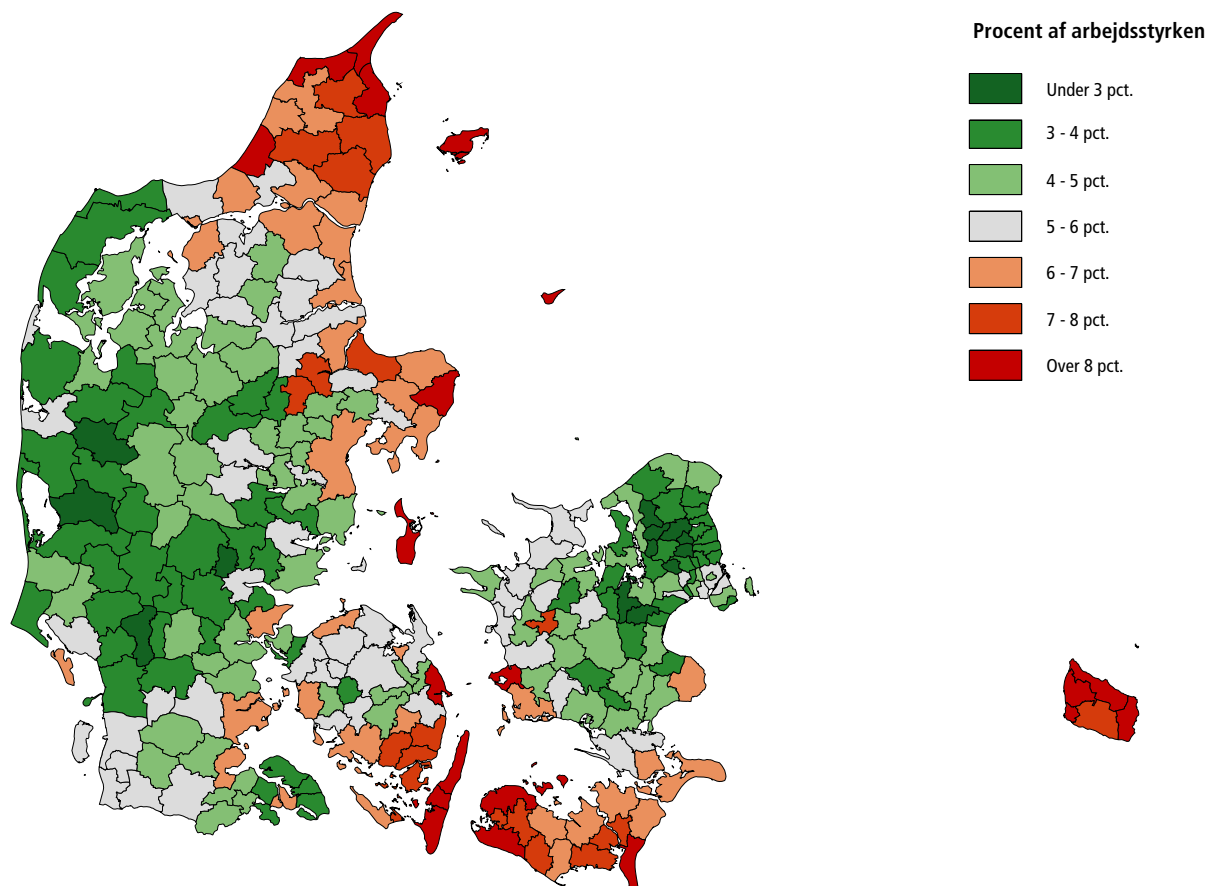 Procent af arbejdsstyrken
Under 3 pct.
3 - 4 pct.
4 - 5 pct.
5 - 6 pct.
6 - 7 pct.
7 - 8 pct.
Over 8 pct.